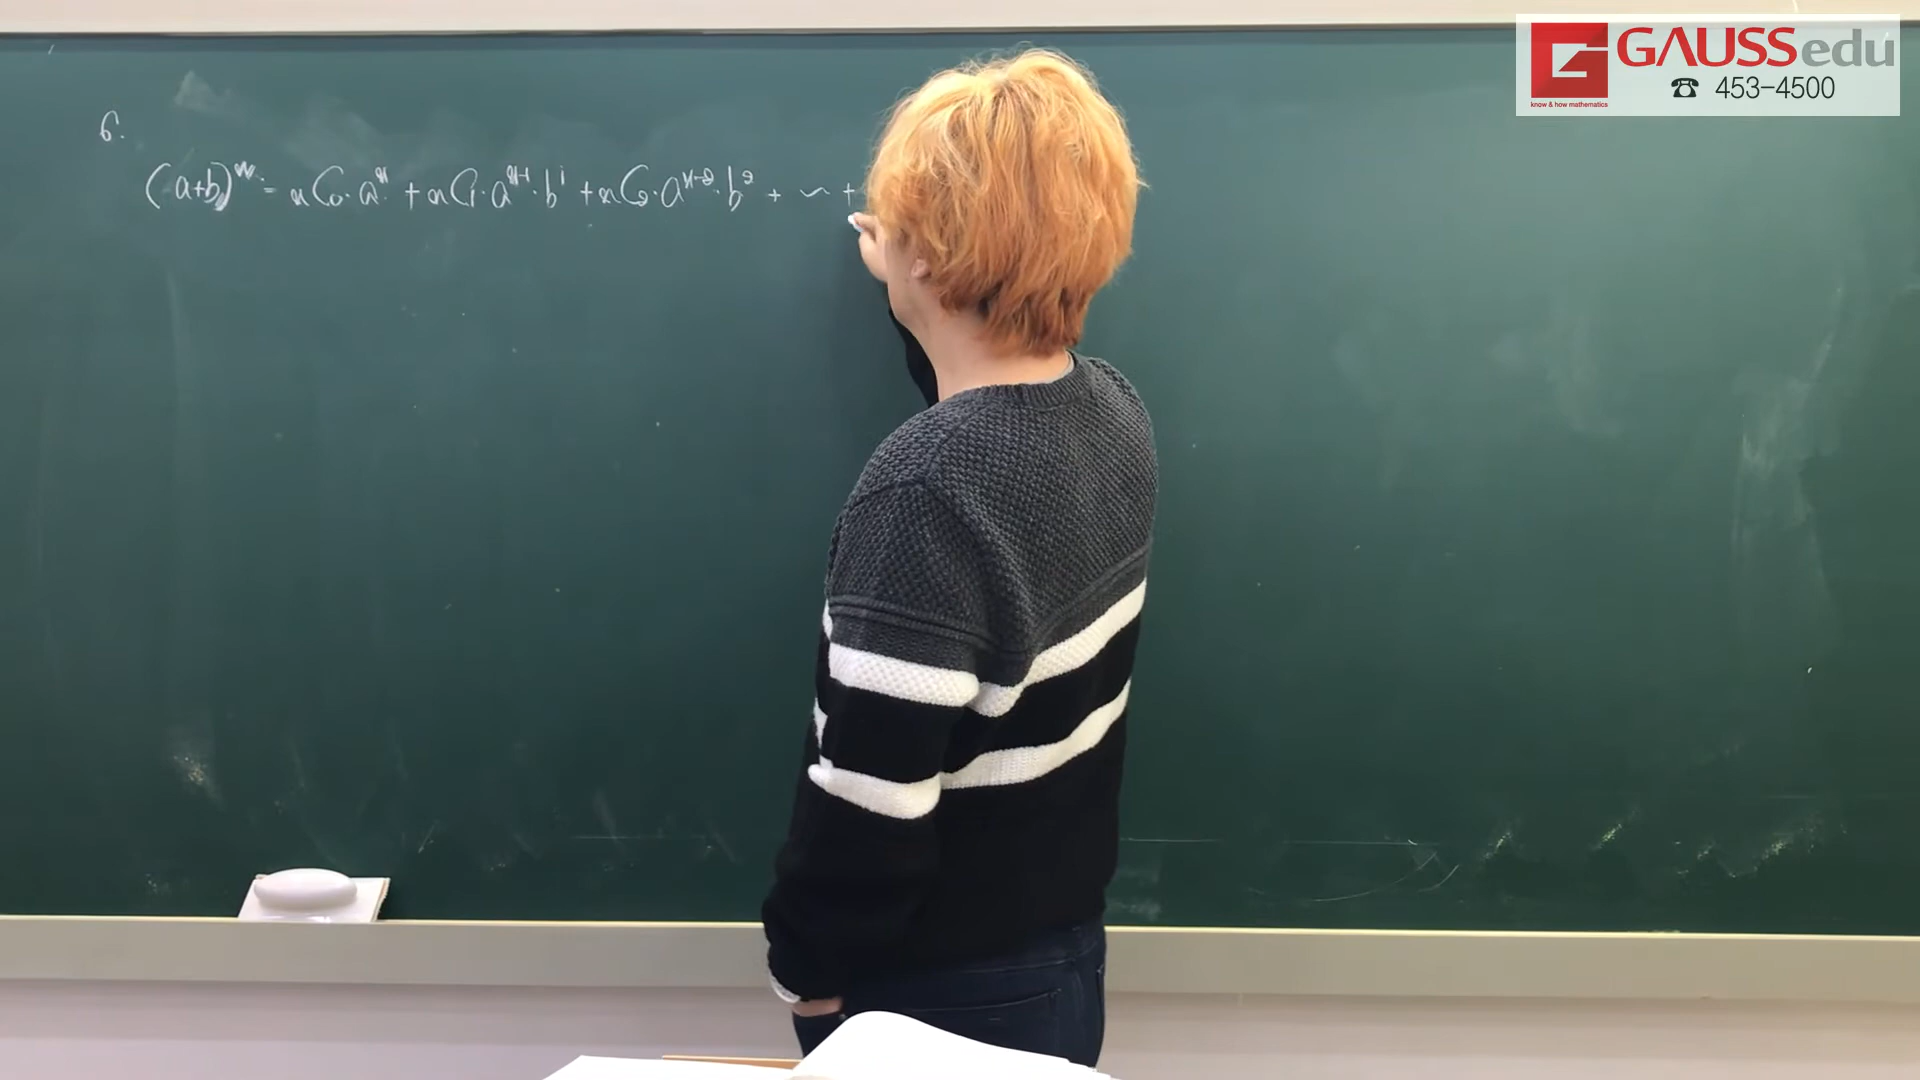 GAUSSedu
know & how mathematics
☎ 453-4500
6.
(a+b)ⁿ = ₙC₀·aⁿ + ₙC₁·aⁿ⁻¹·b¹ + ₙC₂·aⁿ⁻²·b² + ~ +